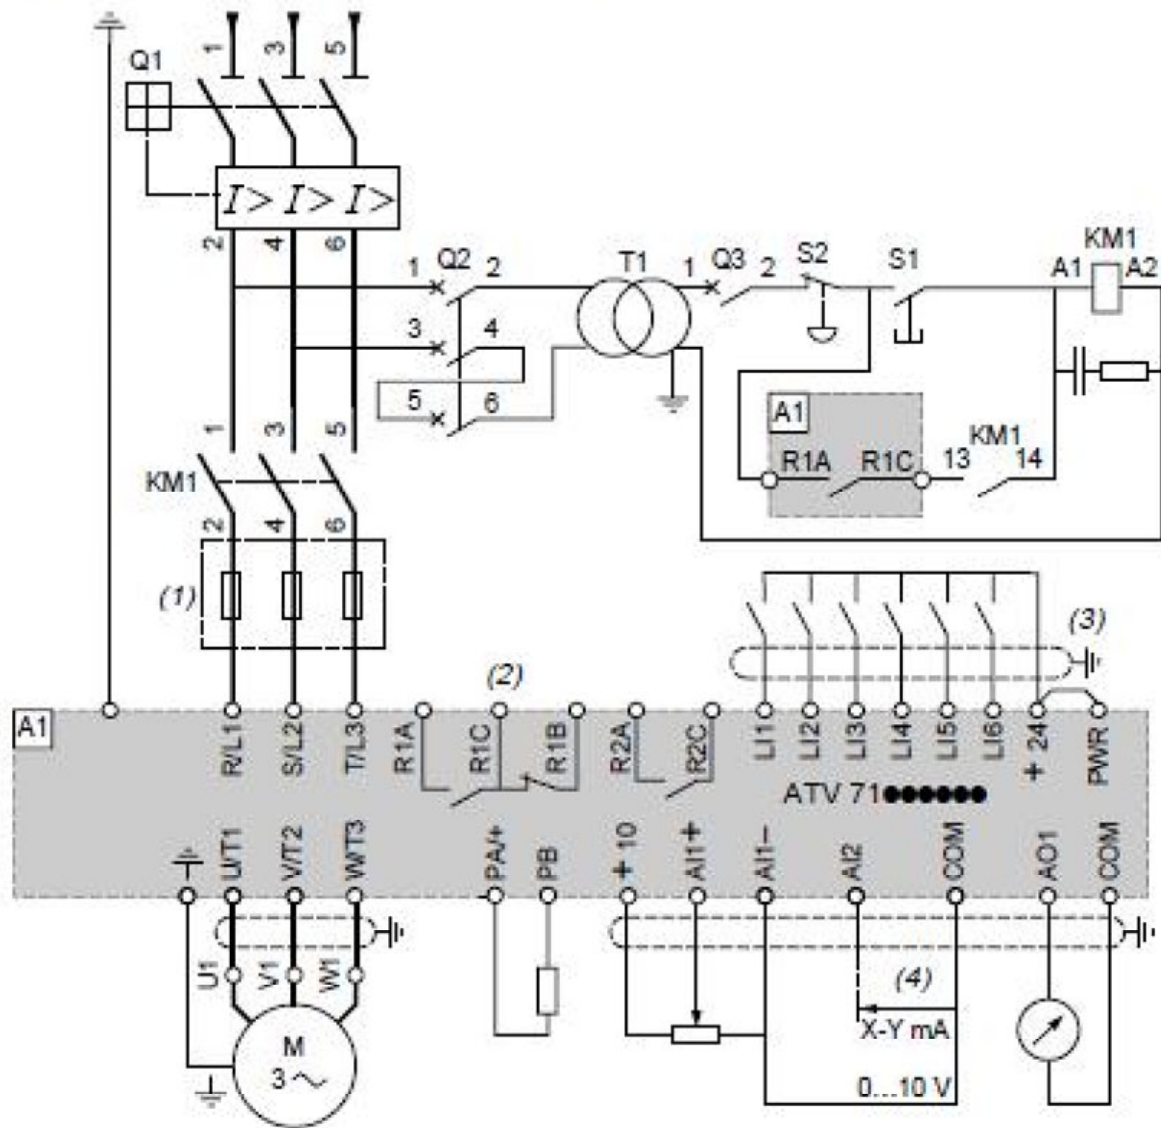 Q1
1 3 5
I> I> I>
2 4 6
1 Q2 2
3 4
5 6
T1
1 Q3 2
S2
S1
KM1
A1 A2
A1
R1A R1C
13 KM1 14
1 3 5
KM1
2 4 6
(1)
(2)
(3)
A1
R/L1 S/L2 T/L3 R1A R1C R1B R2A R2C LI1 LI2 LI3 LI4 LI5 LI6 +24 PWR
ATV 71●●●●●●
U/T1 V/T2 W/T3 PA/+ PB +10 AI1+ AI1– AI2 COM AO1 COM
U1 V1 W1
(4)
X-Y mA
M
3~
0...10 V